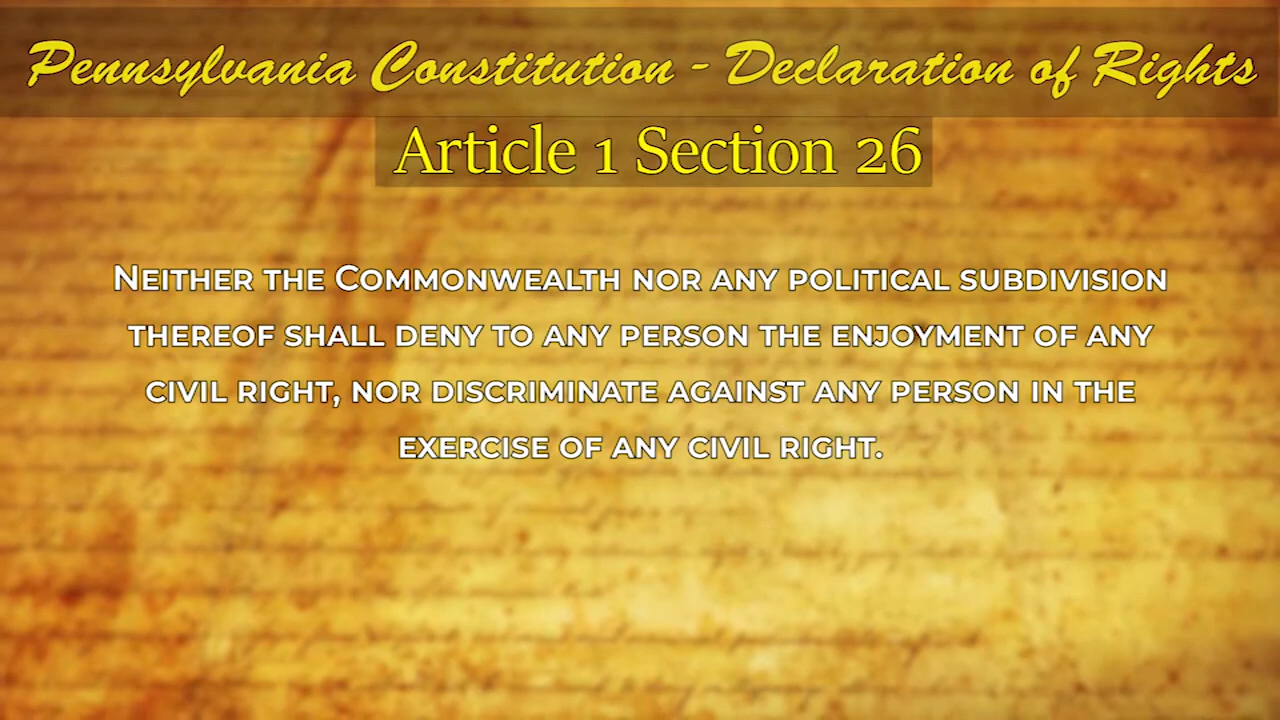 Pennsylvania Constitution - Declaration of Rights
Article 1 Section 26
Neither the Commonwealth nor any political subdivision
thereof shall deny to any person the enjoyment of any
civil right, nor discriminate against any person in the
exercise of any civil right.